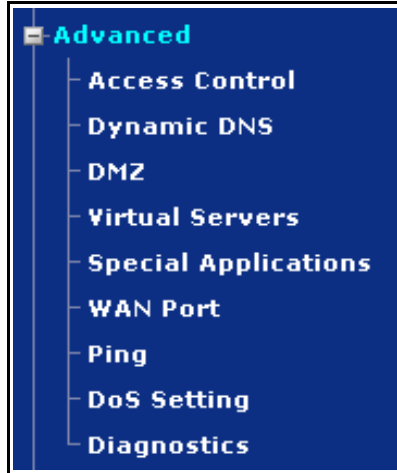 Advanced
Access Control
Dynamic DNS
DMZ
Virtual Servers
Special Applications
WAN Port
Ping
DoS Setting
Diagnostics